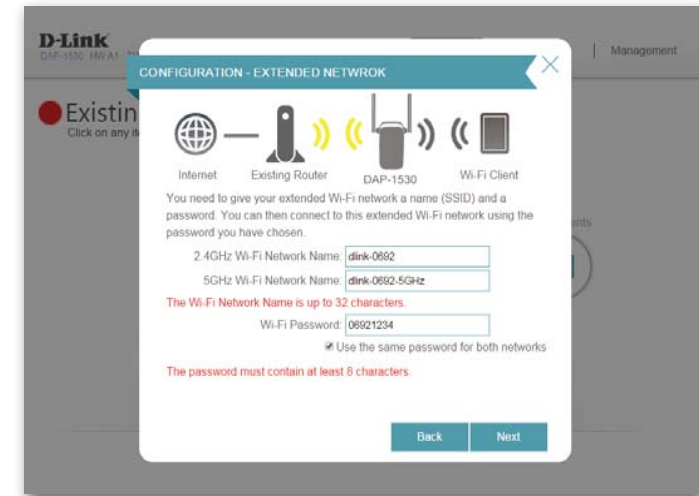 D-Link
DAP-1530 HW:A1
Management
CONFIGURATION - EXTENDED NETWROK
Existin
Click on any it
Internet
Existing Router
DAP-1530
Wi-Fi Client
You need to give your extended Wi-Fi network a name (SSID) and a
password. You can then connect to this extended Wi-Fi network using the
password you have chosen.
2.4GHz Wi-Fi Network Name: dlink-0692
5GHz Wi-Fi Network Name: dlink-0692-5GHz
The Wi-Fi Network Name is up to 32 characters.
Wi-Fi Password: 06921234
Use the same password for both networks
The password must contain at least 8 characters.
Back
Next